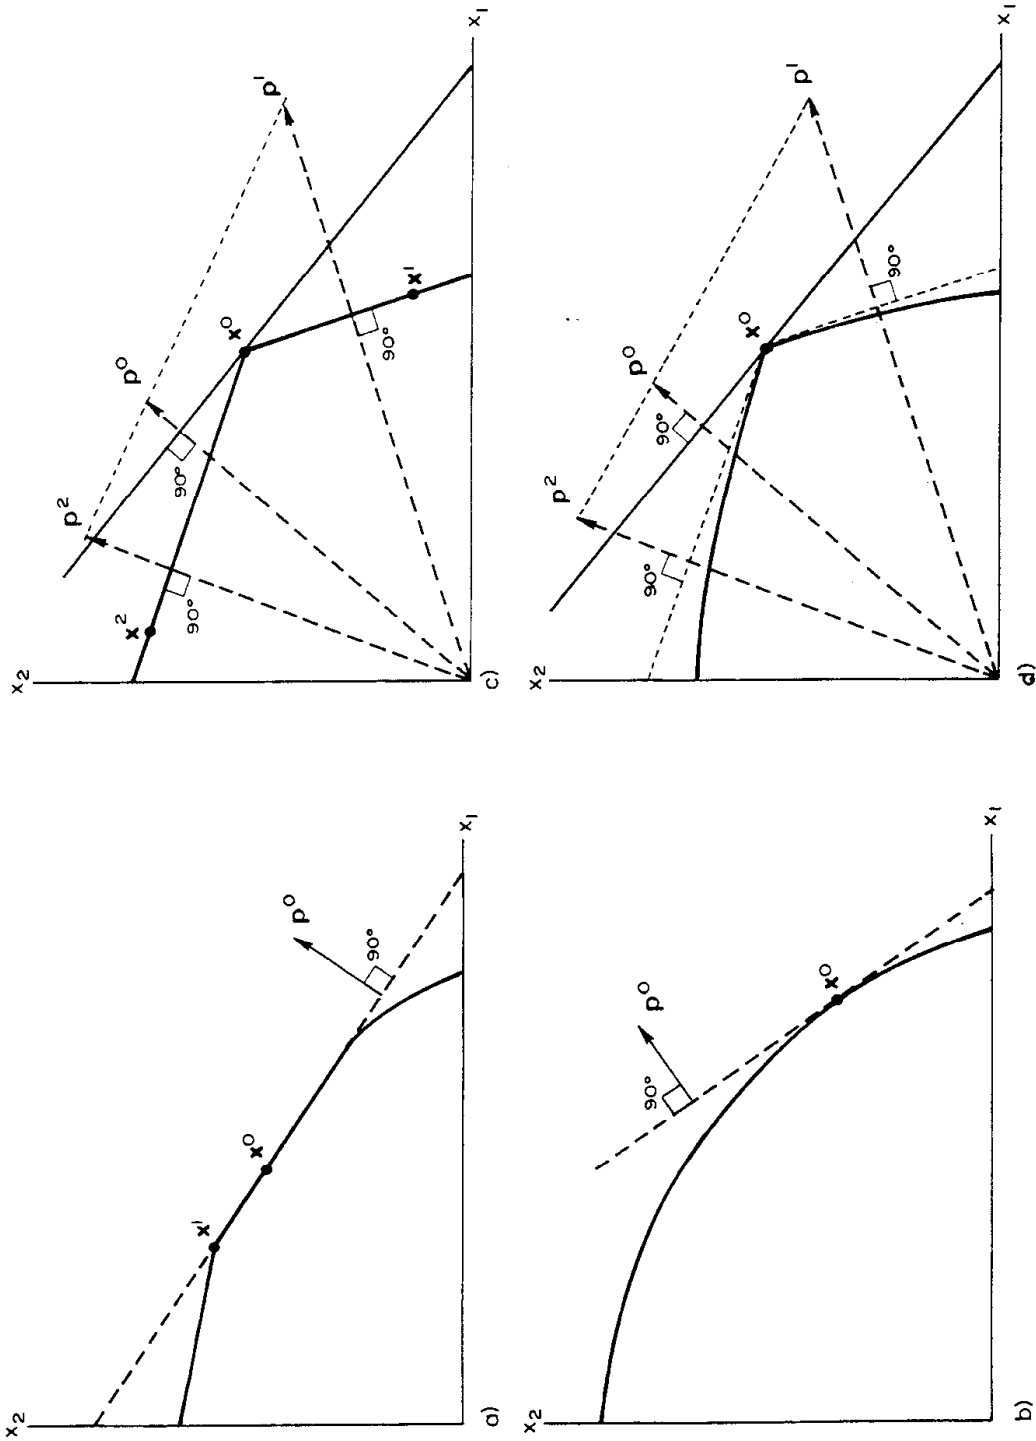 x₂
x¹
x⁰
p⁰
90°
x₁
a)
x₂
90°
p⁰
x⁰
x₁
b)
x₂
x²
p²
90°
90°
p⁰
x⁰
90°
x¹
p¹
x₁
c)
x₂
p²
90°
90°
p⁰
x⁰
90°
p¹
x₁
d)